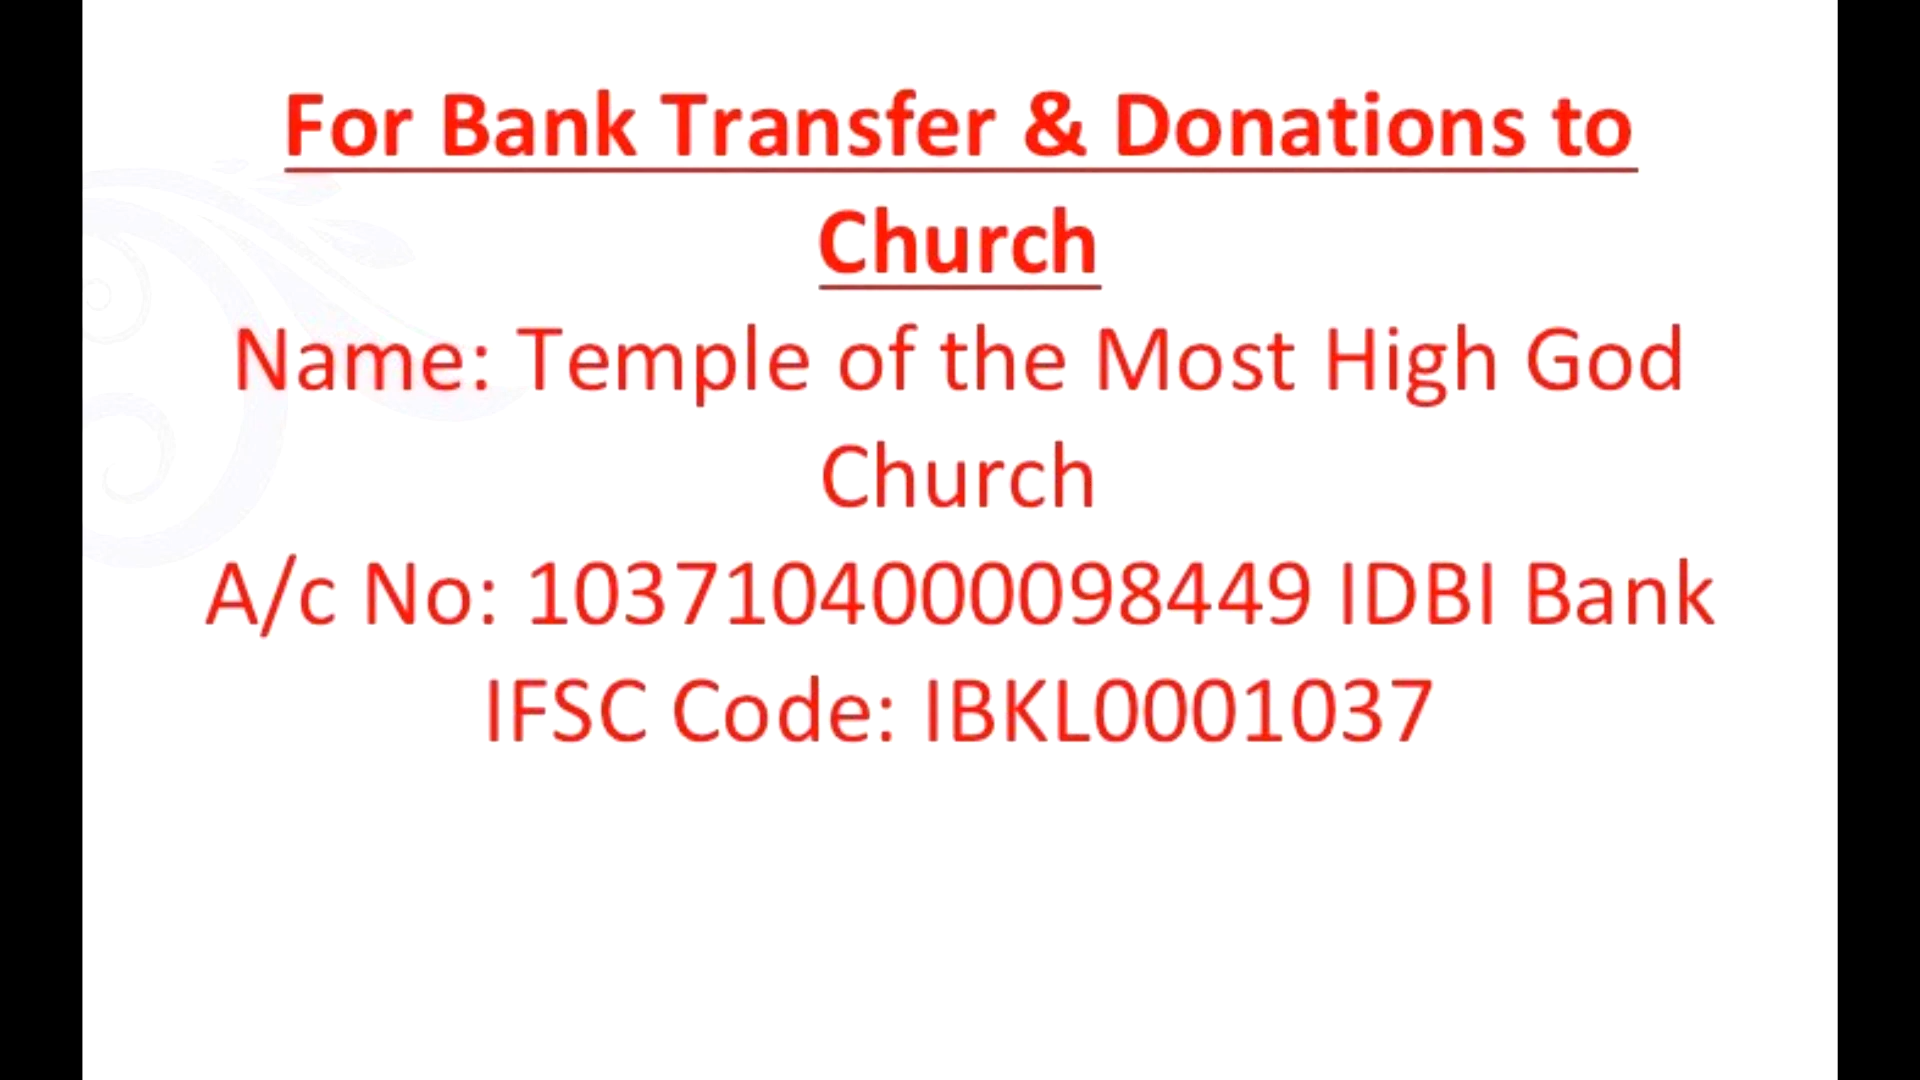 For Bank Transfer & Donations to
Church
Name: Temple of the Most High God
Church
A/c No: 1037104000098449 IDBI Bank
IFSC Code: IBKL0001037